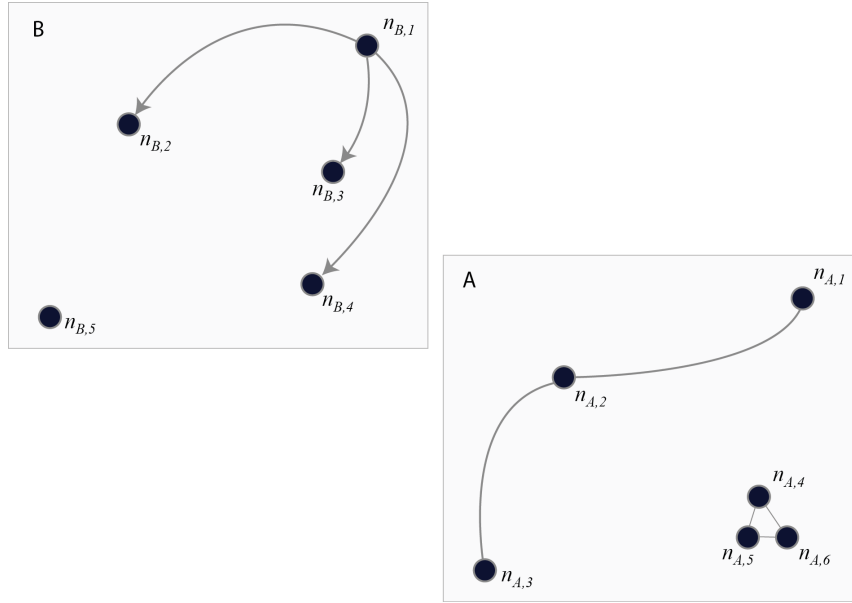 B
n_{B,1}
n_{B,2}
n_{B,3}
n_{B,4}
n_{B,5}
A
n_{A,1}
n_{A,2}
n_{A,4}
n_{A,5}
n_{A,6}
n_{A,3}